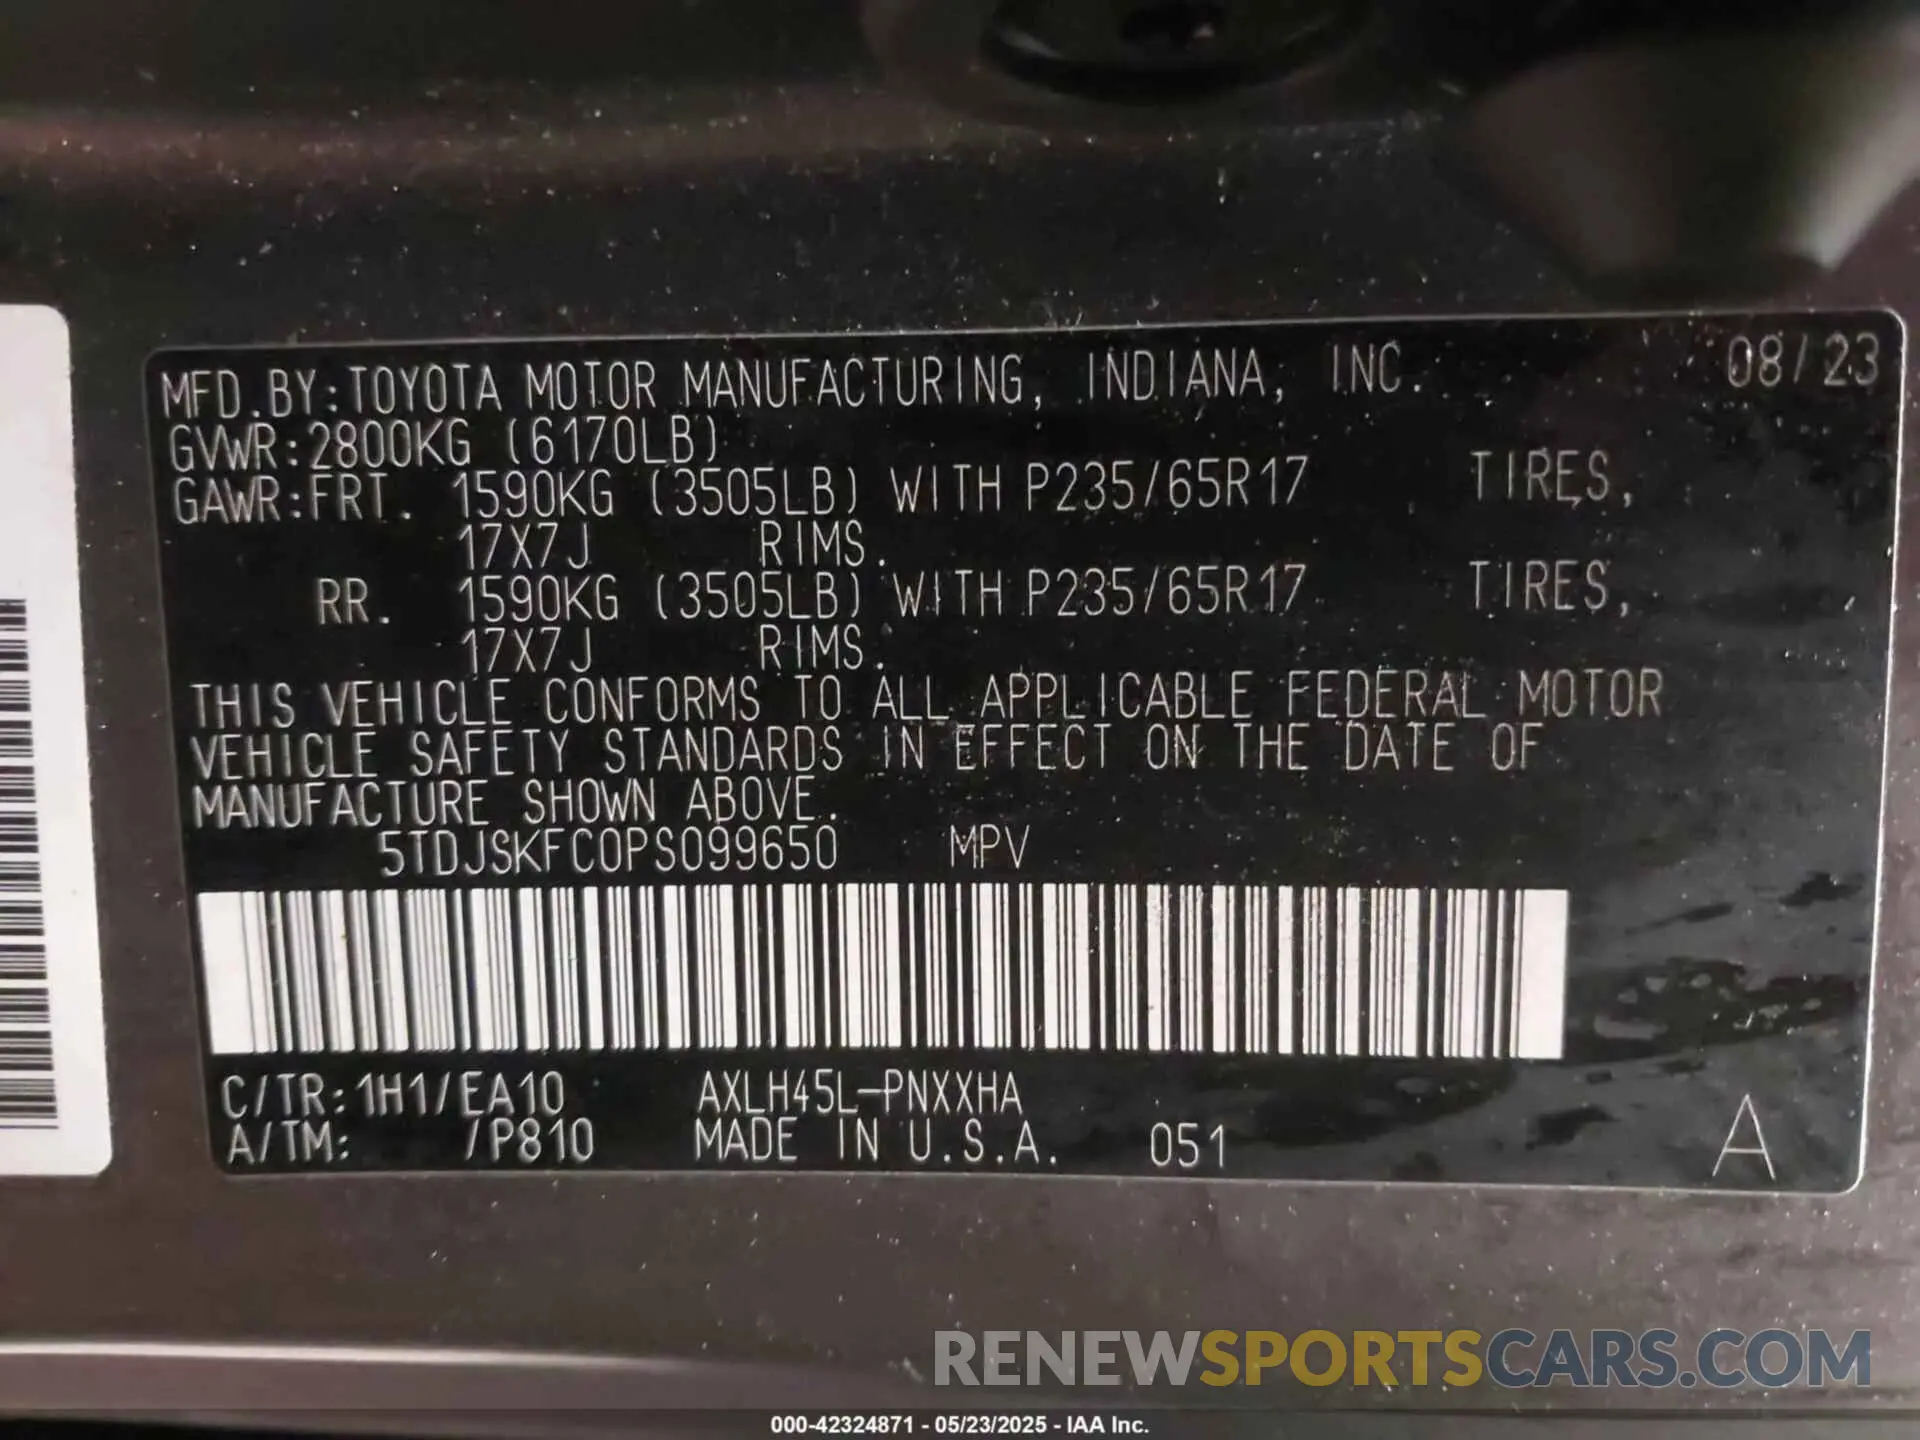 MFD.BY:TOYOTA MOTOR MANUFACTURING, INDIANA, INC. 08/23
GVWR:2800KG (6170LB)
GAWR:FRT. 1590KG (3505LB) WITH P235/65R17 TIRES,
17X7J RIMS.
RR. 1590KG (3505LB) WITH P235/65R17 TIRES,
17X7J RIMS.
THIS VEHICLE CONFORMS TO ALL APPLICABLE FEDERAL MOTOR
VEHICLE SAFETY STANDARDS IN EFFECT ON THE DATE OF
MANUFACTURE SHOWN ABOVE.
5TDJSKFC0PS099650 MPV
C/TR:1H1/EA10 AXLH45L-PNXXHA
A/TM: /P810 MADE IN U.S.A. 051 A
RENEWSPORTSCARS.COM
000-42324871 - 05/23/2025 - IAA Inc.